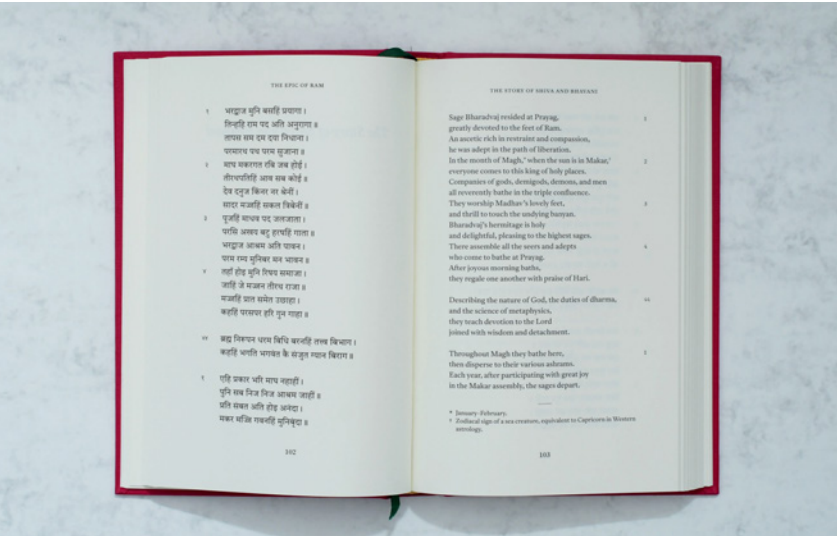 THE EPIC OF RAM
१ भरद्वाज मुनि बसहिं प्रयागा ।
तिन्हहि राम पद अति अनुरागा ॥
तापस सम दम दया निधाना ।
परमारथ पथ परम सुजाना ॥
२ माघ मकरगत रबि जब होई ।
तीरथपतिहिं आव सब कोई ॥
देव दनुज किंनर नर श्रेनीं ।
सादर मज्जहिं सकल त्रिबेनीं ॥
३ पूजहिं माधव पद जलजाता ।
परसि अखय बटु हरषहिं गाता ॥
भरद्वाज आश्रम अति पावन ।
परम रम्य मुनिबर मन भावन ॥
४ तहाँ होइ मुनि रिषय समाजा ।
जाहिं जे मज्जन तीरथ राजा ॥
मज्जहिं प्रात समेत उछाहा ।
कहहिं परसपर हरि गुन गाहा ॥
४४ ब्रह्म निरूपन धरम बिधि बरनहिं तत्त्व बिभाग ।
कहहिं भगति भगवंत कै संजुत ग्यान बिराग ॥
१ एहि प्रकार भरि माघ नहाहीं ।
पुनि सब निज निज आश्रम जाहीं ॥
प्रति संबत अति होइ अनंदा ।
मकर मज्जि गवनहिं मुनिबृंदा ॥
102
THE STORY OF SHIVA AND BHAVANI
Sage Bharadvaj resided at Prayag, 1
greatly devoted to the feet of Ram.
An ascetic rich in restraint and compassion,
he was adept in the path of liberation.
In the month of Magh,* when the sun is in Makar,† 2
everyone comes to this king of holy places.
Companies of gods, demigods, demons, and men
all reverently bathe in the triple confluence.
They worship Madhav's lovely feet, 3
and thrill to touch the undying banyan.
Bharadvaj's hermitage is holy
and delightful, pleasing to the highest sages.
There assemble all the seers and adepts 4
who come to bathe at Prayag.
After joyous morning baths,
they regale one another with praise of Hari.
Describing the nature of God, the duties of dharma, 44
and the science of metaphysics,
they teach devotion to the Lord
joined with wisdom and detachment.
Throughout Magh they bathe here, 1
then disperse to their various ashrams.
Each year, after participating with great joy
in the Makar assembly, the sages depart.
* January–February.
† Zodiacal sign of a sea creature, equivalent to Capricorn in Western
astrology.
103